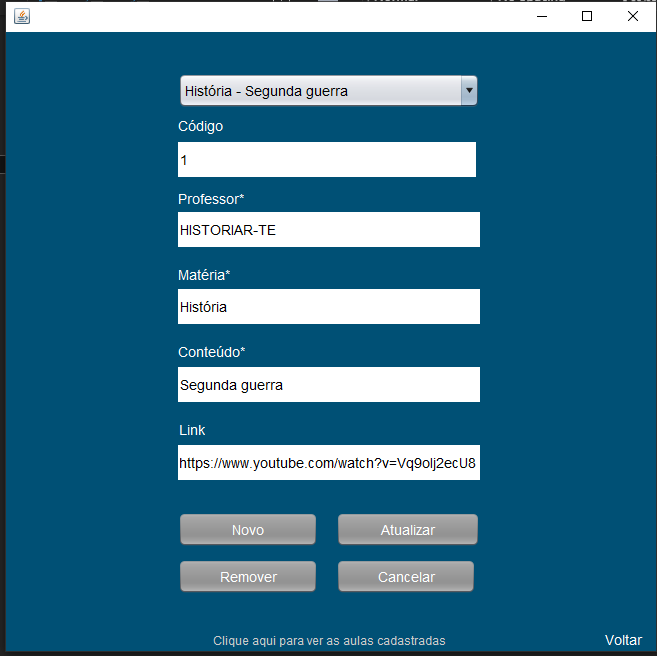 História - Segunda guerra
Código
1
Professor*
HISTORIAR-TE
Matéria*
História
Conteúdo*
Segunda guerra
Link
https://www.youtube.com/watch?v=Vq9olj2ecU8
Novo
Atualizar
Remover
Cancelar
Clique aqui para ver as aulas cadastradas
Voltar